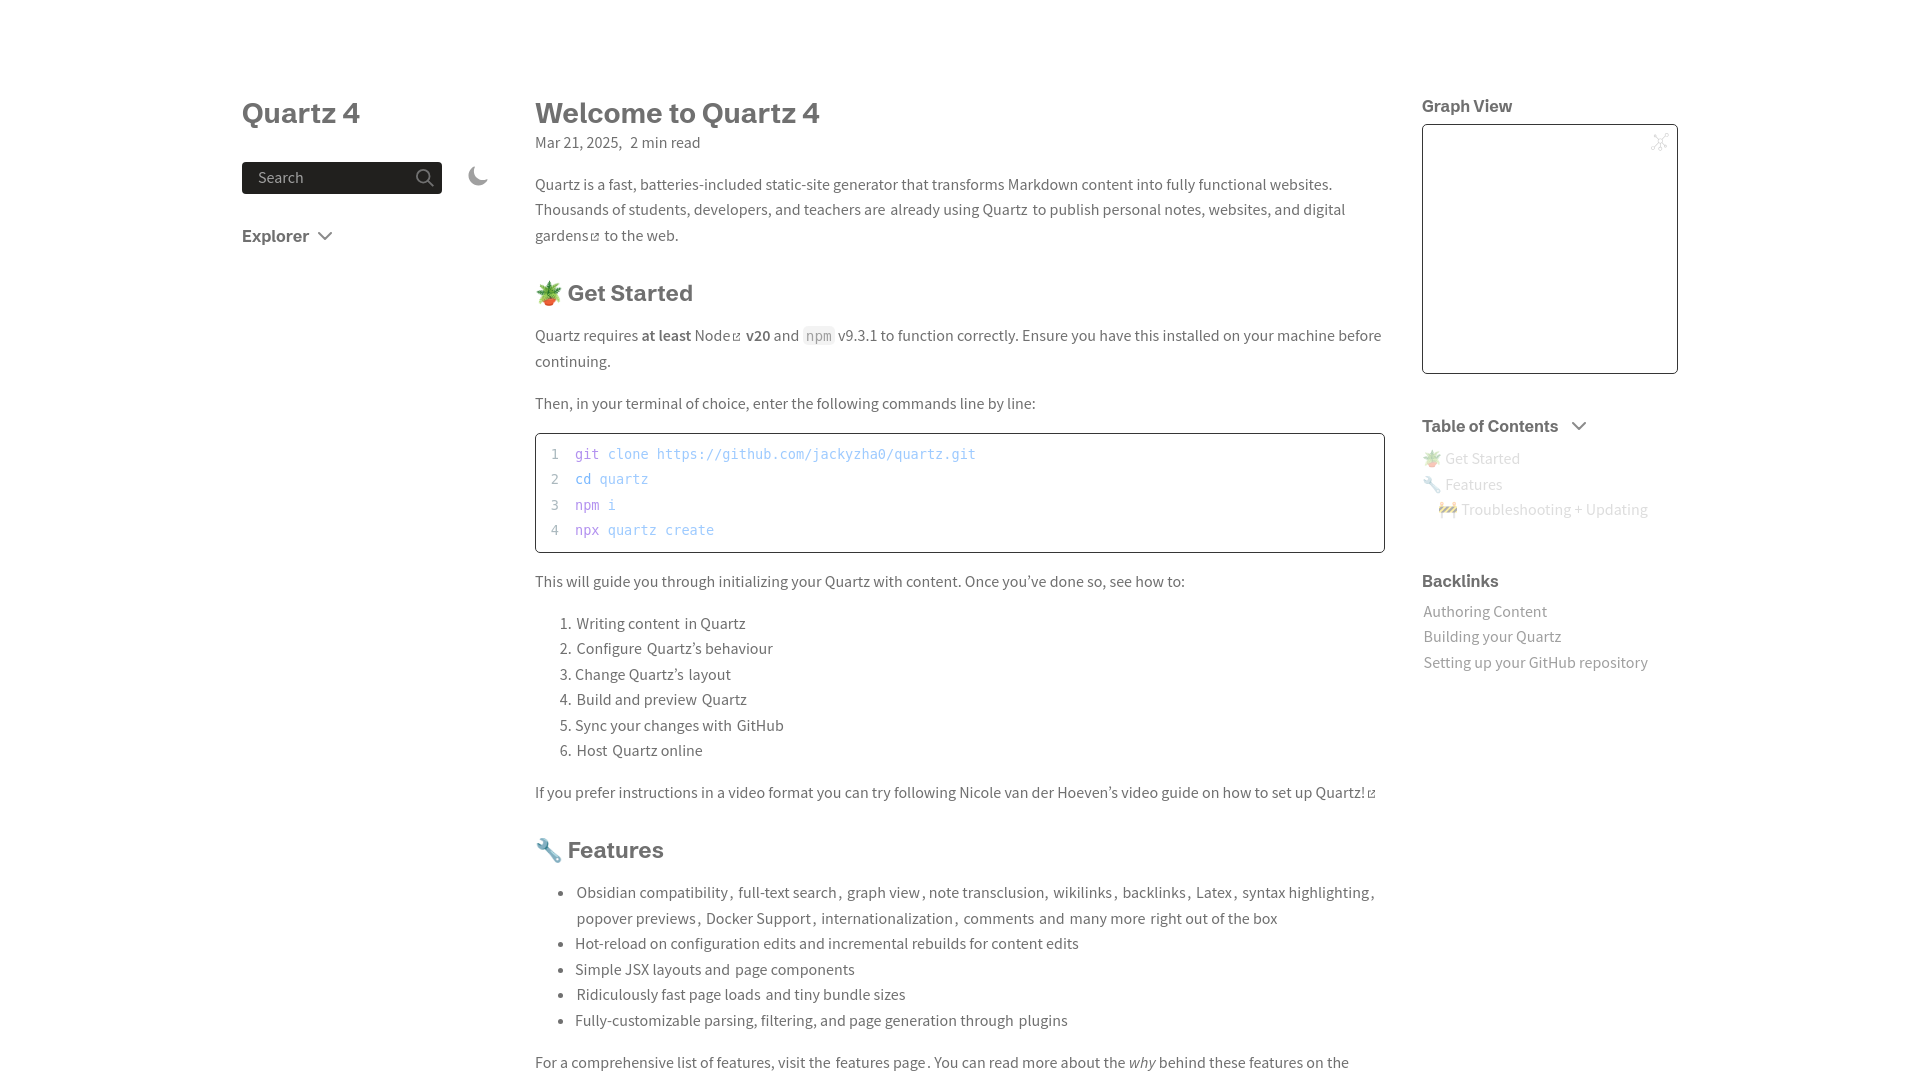 Quartz 4
Search
Explorer
Welcome to Quartz 4
Mar 21, 2025, 2 min read
Quartz is a fast, batteries-included static-site generator that transforms Markdown content into fully functional websites.
Thousands of students, developers, and teachers are already using Quartz to publish personal notes, websites, and digital
gardens to the web.
🪴 Get Started
Quartz requires at least Node v20 and npm v9.3.1 to function correctly. Ensure you have this installed on your machine before
continuing.
Then, in your terminal of choice, enter the following commands line by line:
1 git clone https://github.com/jackyzha0/quartz.git
2 cd quartz
3 npm i
4 npx quartz create
This will guide you through initializing your Quartz with content. Once you’ve done so, see how to:
1. Writing content in Quartz
2. Configure Quartz’s behaviour
3. Change Quartz’s layout
4. Build and preview Quartz
5. Sync your changes with GitHub
6. Host Quartz online
If you prefer instructions in a video format you can try following Nicole van der Hoeven’s video guide on how to set up Quartz!
🔧 Features
• Obsidian compatibility, full-text search, graph view, note transclusion, wikilinks, backlinks, Latex, syntax highlighting,
popover previews, Docker Support, internationalization, comments and many more right out of the box
• Hot-reload on configuration edits and incremental rebuilds for content edits
• Simple JSX layouts and page components
• Ridiculously fast page loads and tiny bundle sizes
• Fully-customizable parsing, filtering, and page generation through plugins
For a comprehensive list of features, visit the features page. You can read more about the why behind these features on the
Graph View
Table of Contents
🪴 Get Started
🔧 Features
🚧 Troubleshooting + Updating
Backlinks
Authoring Content
Building your Quartz
Setting up your GitHub repository